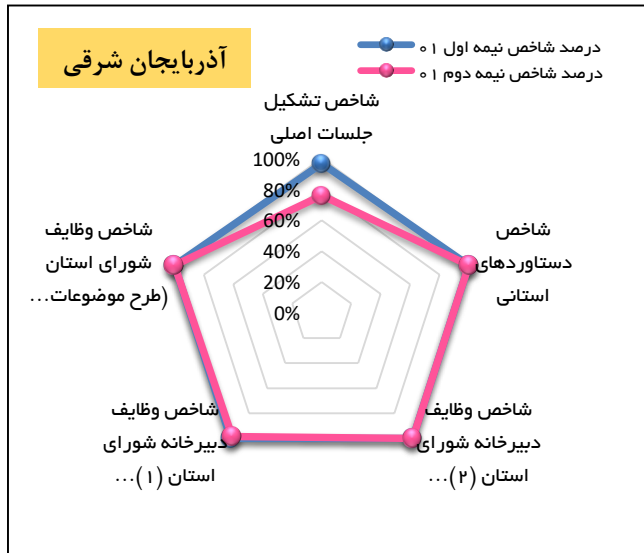 آذربایجان شرقی
درصد شاخص نیمه اول ۰۱
درصد شاخص نیمه دوم ۰۱
شاخص تشکیل
جلسات اصلی
100%
80%
60%
40%
20%
0%
شاخص
دستاوردهای
استانی
شاخص وظایف
دبیرخانه شورای
استان (۲)...
شاخص وظایف
دبیرخانه شورای
استان (۱)...
شاخص وظایف
شورای استان
(طرح موضوعات...